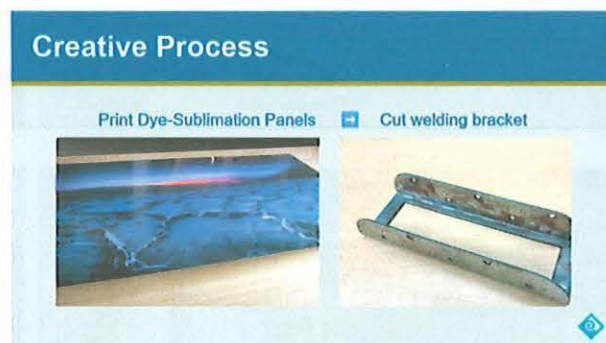 Creative Process
Print Dye-Sublimation Panels ➡ Cut welding bracket